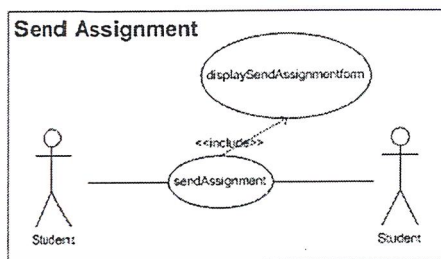 Send Assignment
displaySendAssignmentform
<<include>>
sendAssignment
Student
Student